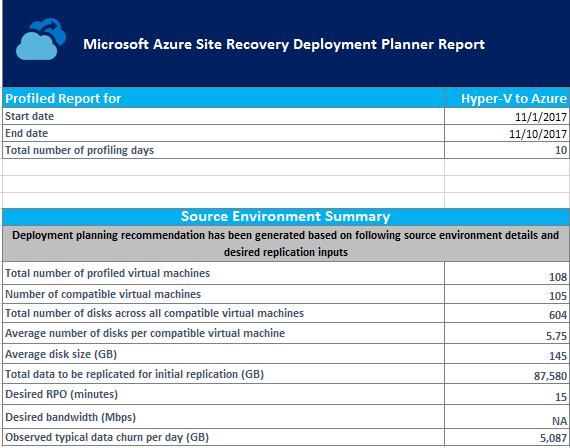 Microsoft Azure Site Recovery Deployment Planner Report
Profiled Report for Hyper-V to Azure
Start date 11/1/2017
End date 11/10/2017
Total number of profiling days 10
Source Environment Summary
Deployment planning recommendation has been generated based on following source environment details and
desired replication inputs
Total number of profiled virtual machines 108
Number of compatible virtual machines 105
Total number of disks across all compatible virtual machines 604
Average number of disks per compatible virtual machine 5.75
Average disk size (GB) 145
Total data to be replicated for initial replication (GB) 87,580
Desired RPO (minutes) 15
Desired bandwidth (Mbps) NA
Observed typical data churn per day (GB) 5,087